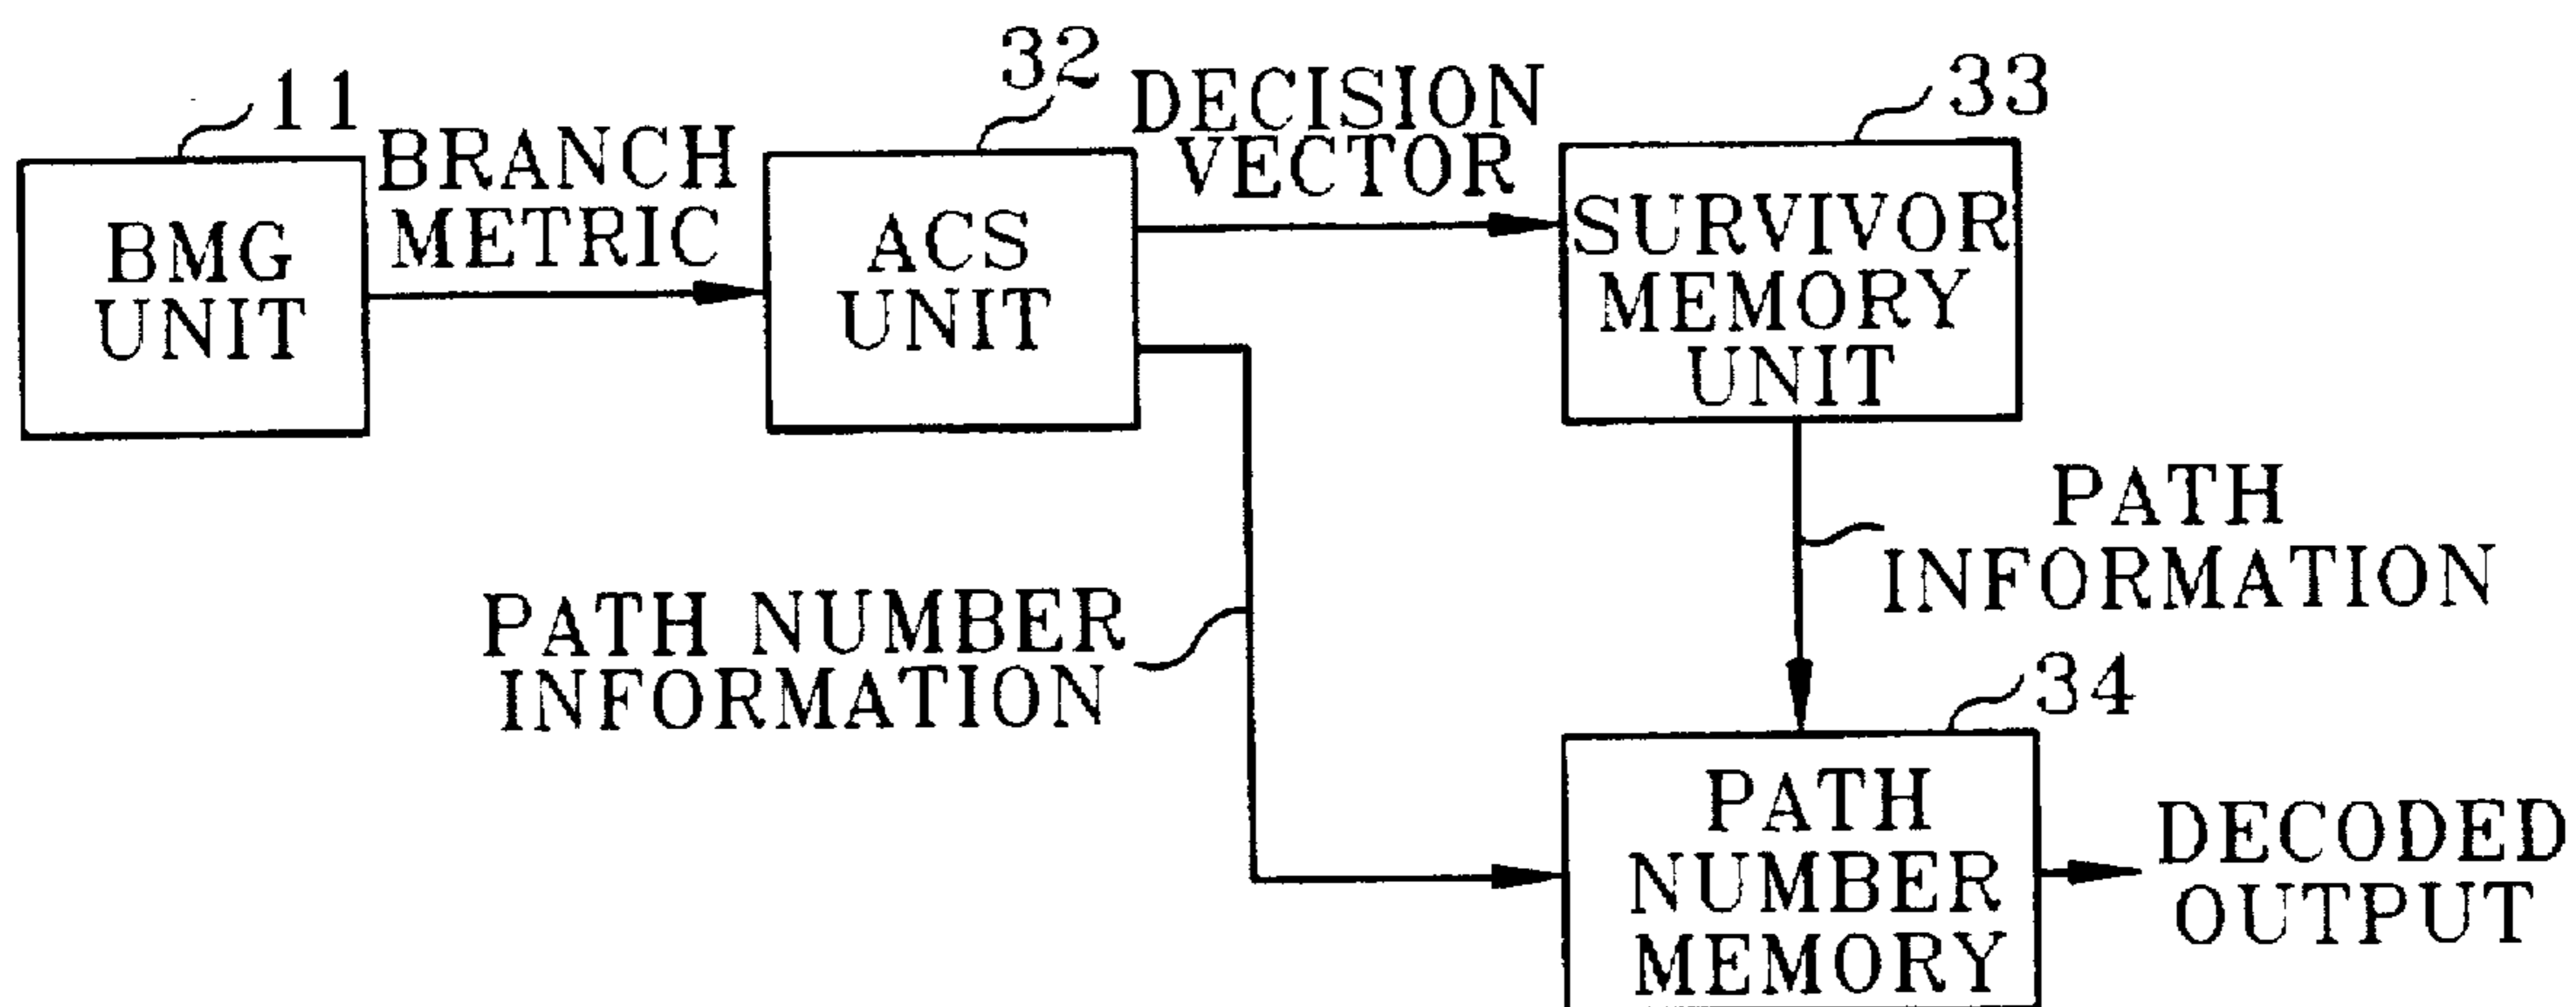 11
BMG
UNIT
BRANCH
METRIC
32
ACS
UNIT
DECISION
VECTOR
33
SURVIVOR
MEMORY
UNIT
PATH
INFORMATION
PATH NUMBER
INFORMATION
34
PATH
NUMBER
MEMORY
DECODED
OUTPUT